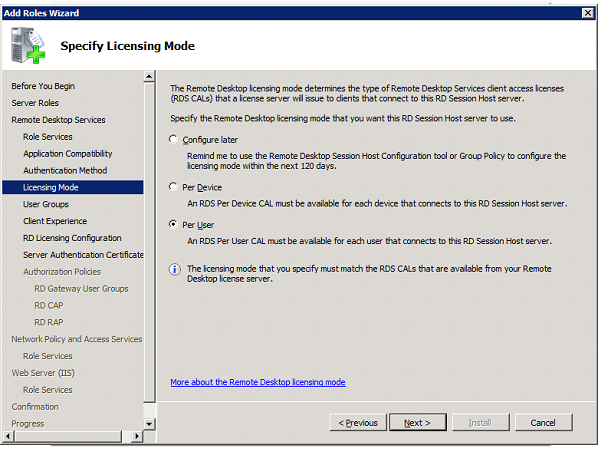 Add Roles Wizard
Specify Licensing Mode
Before You Begin
Server Roles
Remote Desktop Services
Role Services
Application Compatibility
Authentication Method
Licensing Mode
User Groups
Client Experience
RD Licensing Configuration
Server Authentication Certificate
Authorization Policies
RD Gateway User Groups
RD CAP
RD RAP
Network Policy and Access Services
Role Services
Web Server (IIS)
Role Services
Confirmation
Progress
The Remote Desktop licensing mode determines the type of Remote Desktop Services client access licenses
(RDS CALs) that a license server will issue to clients that connect to this RD Session Host server.
Specify the Remote Desktop licensing mode that you want this RD Session Host server to use.
Configure later
Remind me to use the Remote Desktop Session Host Configuration tool or Group Policy to configure the
licensing mode within the next 120 days.
Per Device
An RDS Per Device CAL must be available for each device that connects to this RD Session Host server.
Per User
An RDS Per User CAL must be available for each user that connects to this RD Session Host server.
The licensing mode that you specify must match the RDS CALs that are available from your Remote
Desktop license server.
More about the Remote Desktop licensing mode
< Previous
Next >
Install
Cancel